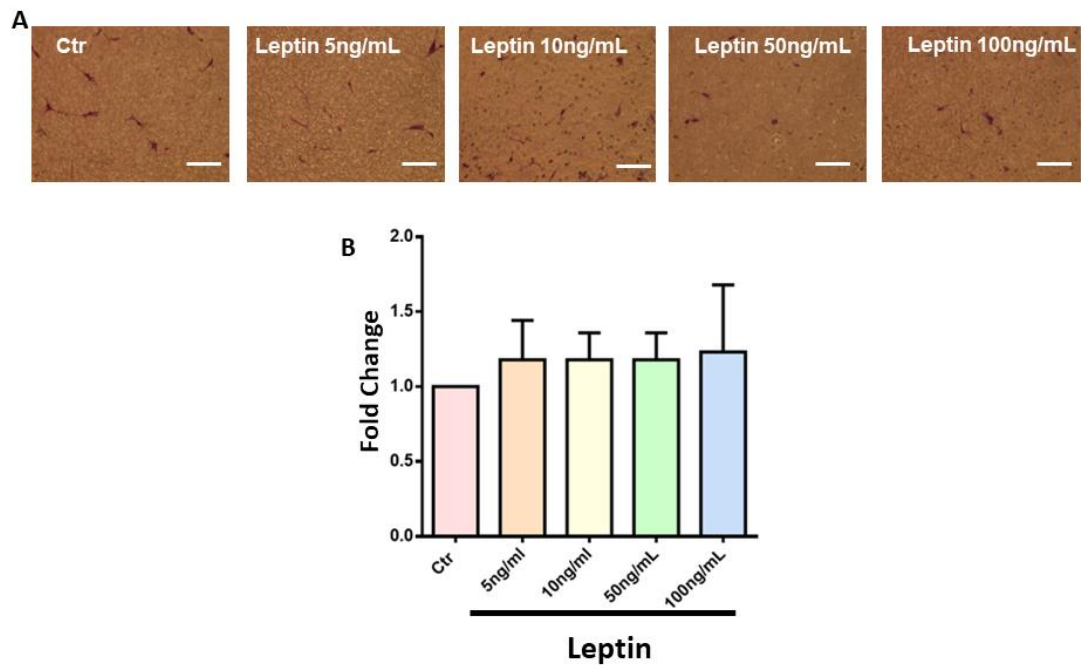 A
Ctr
Leptin 5ng/mL
Leptin 10ng/mL
Leptin 50ng/mL
Leptin 100ng/mL
B
Fold Change
2.0
1.5
1.0
0.5
0.0
Ctr
5ng/ml
10ng/ml
50ng/mL
100ng/mL
Leptin